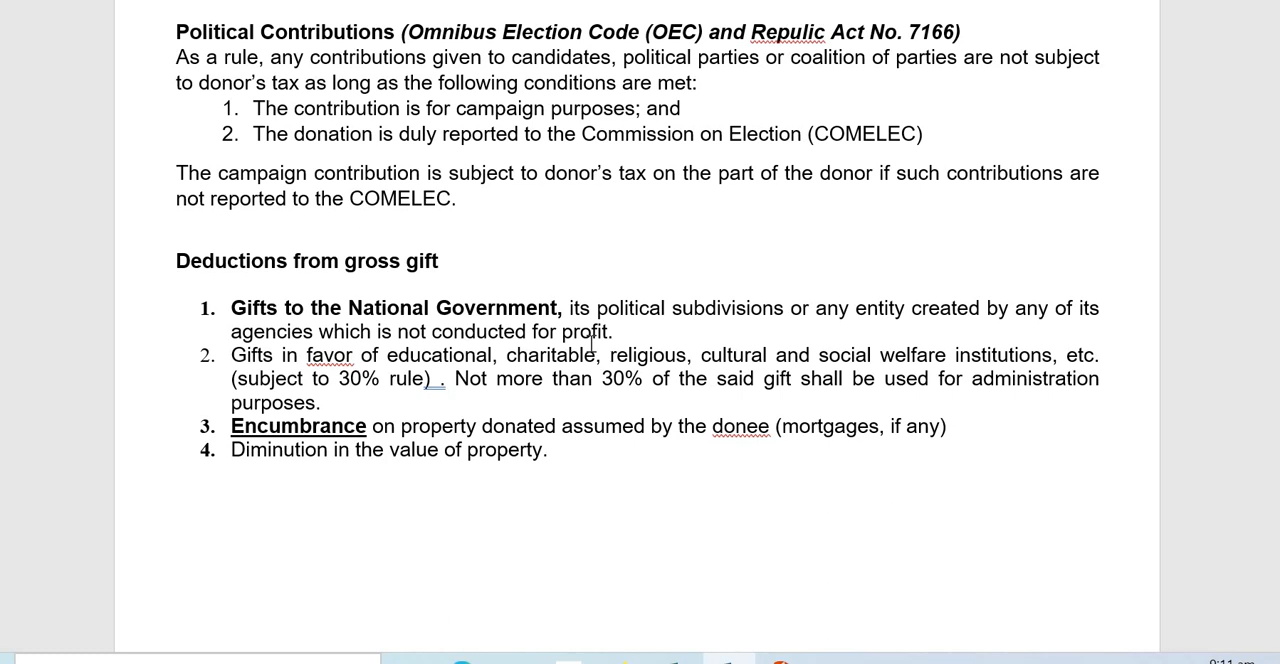 Political Contributions (Omnibus Election Code (OEC) and Repulic Act No. 7166)
As a rule, any contributions given to candidates, political parties or coalition of parties are not subject
to donor’s tax as long as the following conditions are met:
1. The contribution is for campaign purposes; and
2. The donation is duly reported to the Commission on Election (COMELEC)
The campaign contribution is subject to donor’s tax on the part of the donor if such contributions are
not reported to the COMELEC.
Deductions from gross gift
1. Gifts to the National Government, its political subdivisions or any entity created by any of its
agencies which is not conducted for profit.
2. Gifts in favor of educational, charitable, religious, cultural and social welfare institutions, etc.
(subject to 30% rule) . Not more than 30% of the said gift shall be used for administration
purposes.
3. Encumbrance on property donated assumed by the donee (mortgages, if any)
4. Diminution in the value of property.